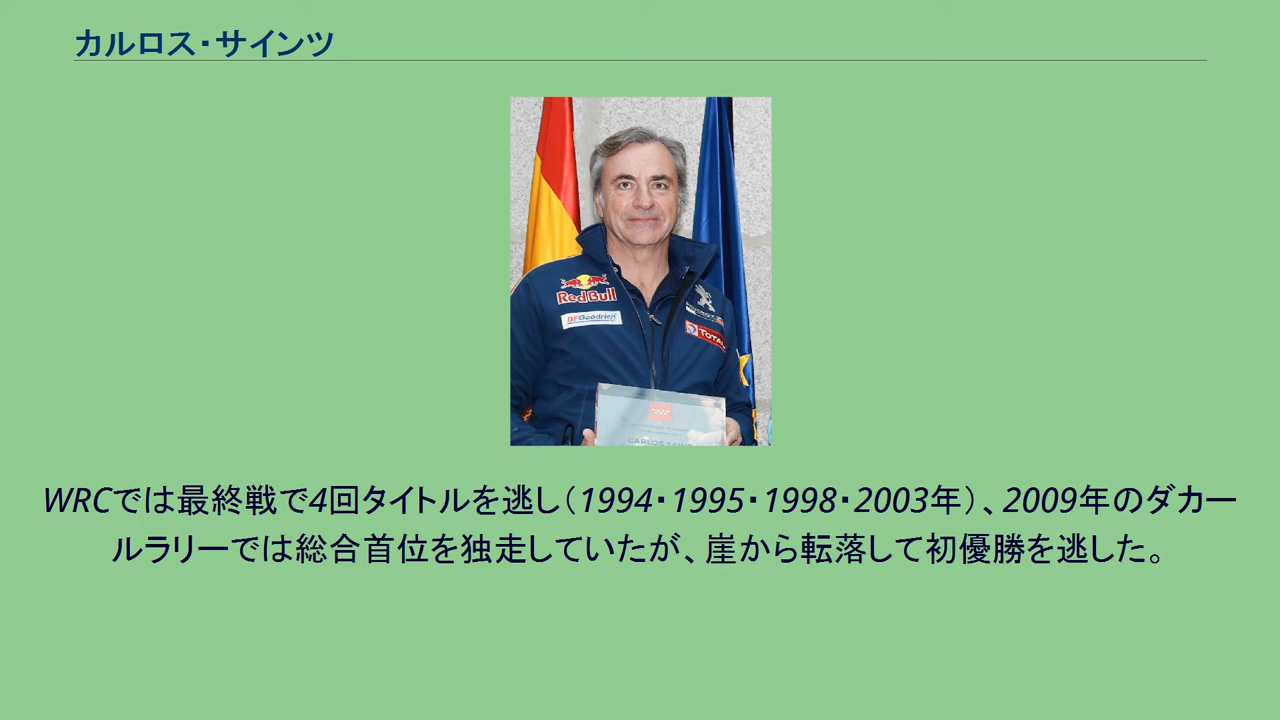 カルロス・サインツ
Red Bull
BFGoodrich
TOTAL
WRCでは最終戦で4回タイトルを逃し（1994・1995・1998・2003年）、2009年のダカー
ルラリーでは総合首位を独走していたが、崖から転落して初優勝を逃した。